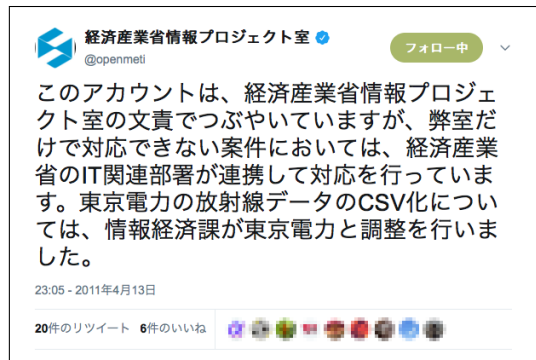 経済産業省情報プロジェクト室
@openmeti
フォロー中
このアカウントは、経済産業省情報プロジェ
クト室の文責でつぶやいていますが、弊室だ
けで対応できない案件においては、経済産業
省のIT関連部署が連携して対応を行っていま
す。東京電力の放射線データのCSV化につい
ては、情報経済課が東京電力と調整を行いま
した。
23:05 - 2011年4月13日
20件のリツイート 6件のいいね